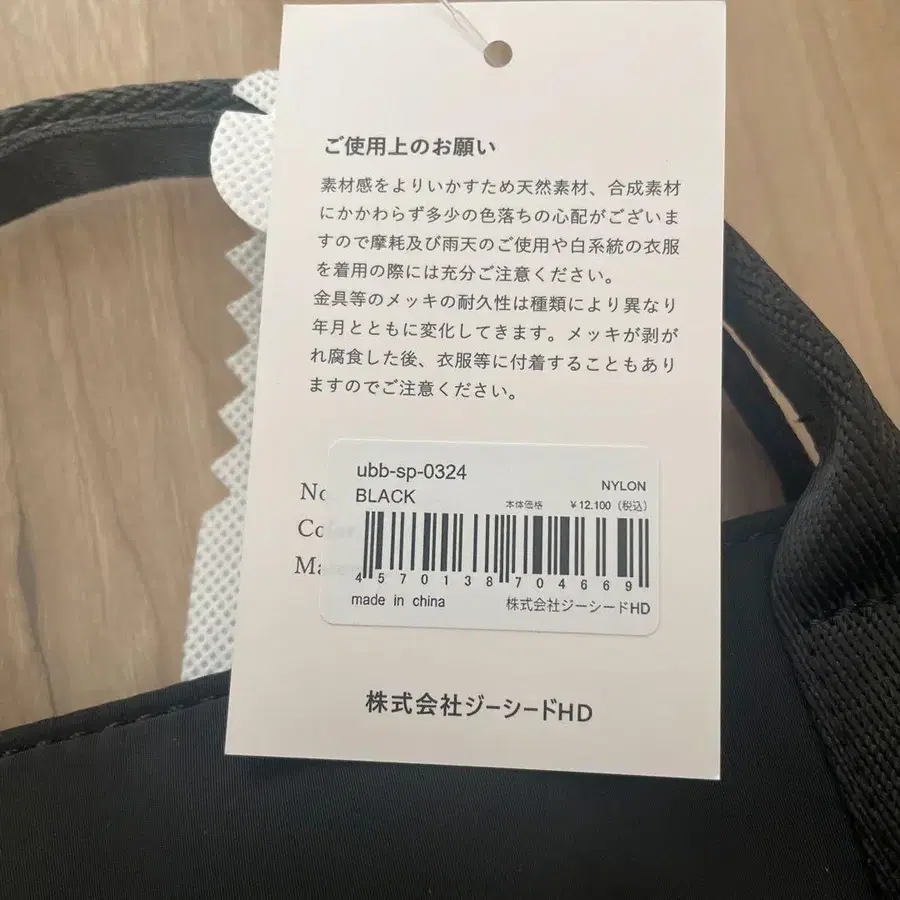 ご使用上のお願い
素材感をよりいかすため天然素材、合成素材
にかかわらず多少の色落ちの心配がございま
すので摩耗及び雨天のご使用や白系統の衣服
を着用の際には充分ご注意ください。
金具等のメッキの耐久性は種類により異なり
年月とともに変化してきます。メッキが剥が
れ腐食した後、衣服等に付着することもあり
ますのでご注意ください。
ubb-sp-0324
BLACK
NYLON
本体価格 ¥12,100（税込）
4570138704669
made in china 株式会社ジーシードHD
株式会社ジーシードHD